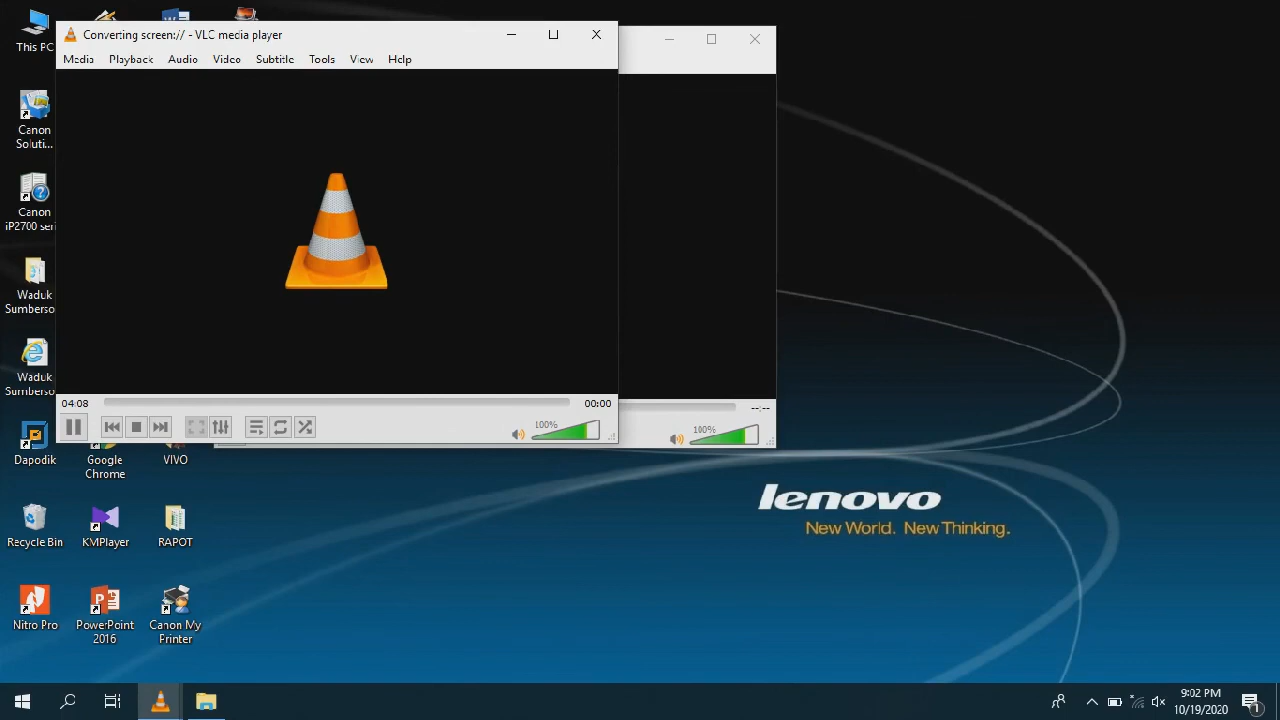 This PC
Converting screen:// - VLC media player
Media Playback Audio Video Subtitle Tools View Help
Canon
Soluti...
Canon
iP2700 seri
Waduk
Sumberso
Waduk
Sumberso
04:08
00:00
100%
--:--
100%
Dapodik
Google
Chrome
VIVO
Recycle Bin
KMPlayer
RAPOT
lenovo
New World. New Thinking.
Nitro Pro
PowerPoint
2016
Canon My
Printer
9:02 PM
10/19/2020
1